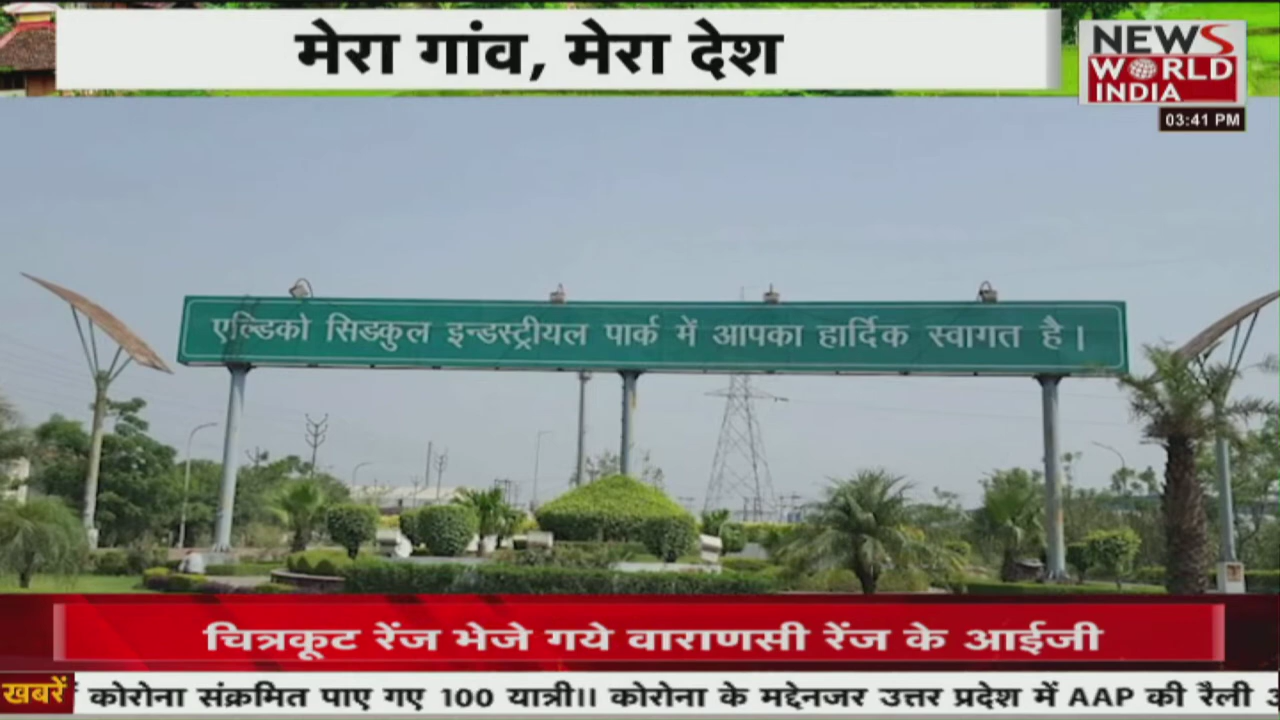 मेरा गांव, मेरा देश
NEWS
WORLD
INDIA
03:41 PM
एल्डिको सिडकुल इन्डस्ट्रीयल पार्क में आपका हार्दिक स्वागत है।
चित्रकूट रेंज भेजे गये वाराणसी रेंज के आईजी
खबरें कोरोना संक्रमित पाए गए 100 यात्री।। कोरोना के मद्देनजर उत्तर प्रदेश में AAP की रैली